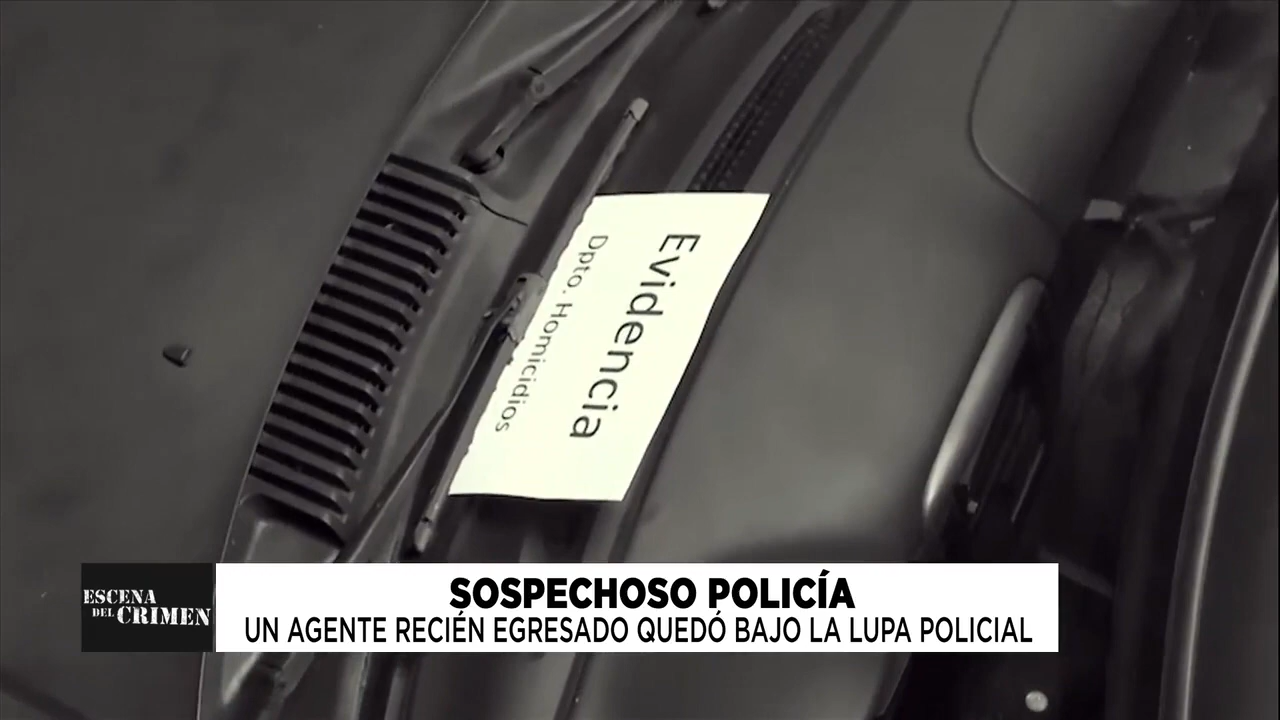 Evidencia
Dpto. Homicidios
ESCENA
DEL CRIMEN
SOSPECHOSO POLICÍA
UN AGENTE RECIÉN EGRESADO QUEDÓ BAJO LA LUPA POLICIAL